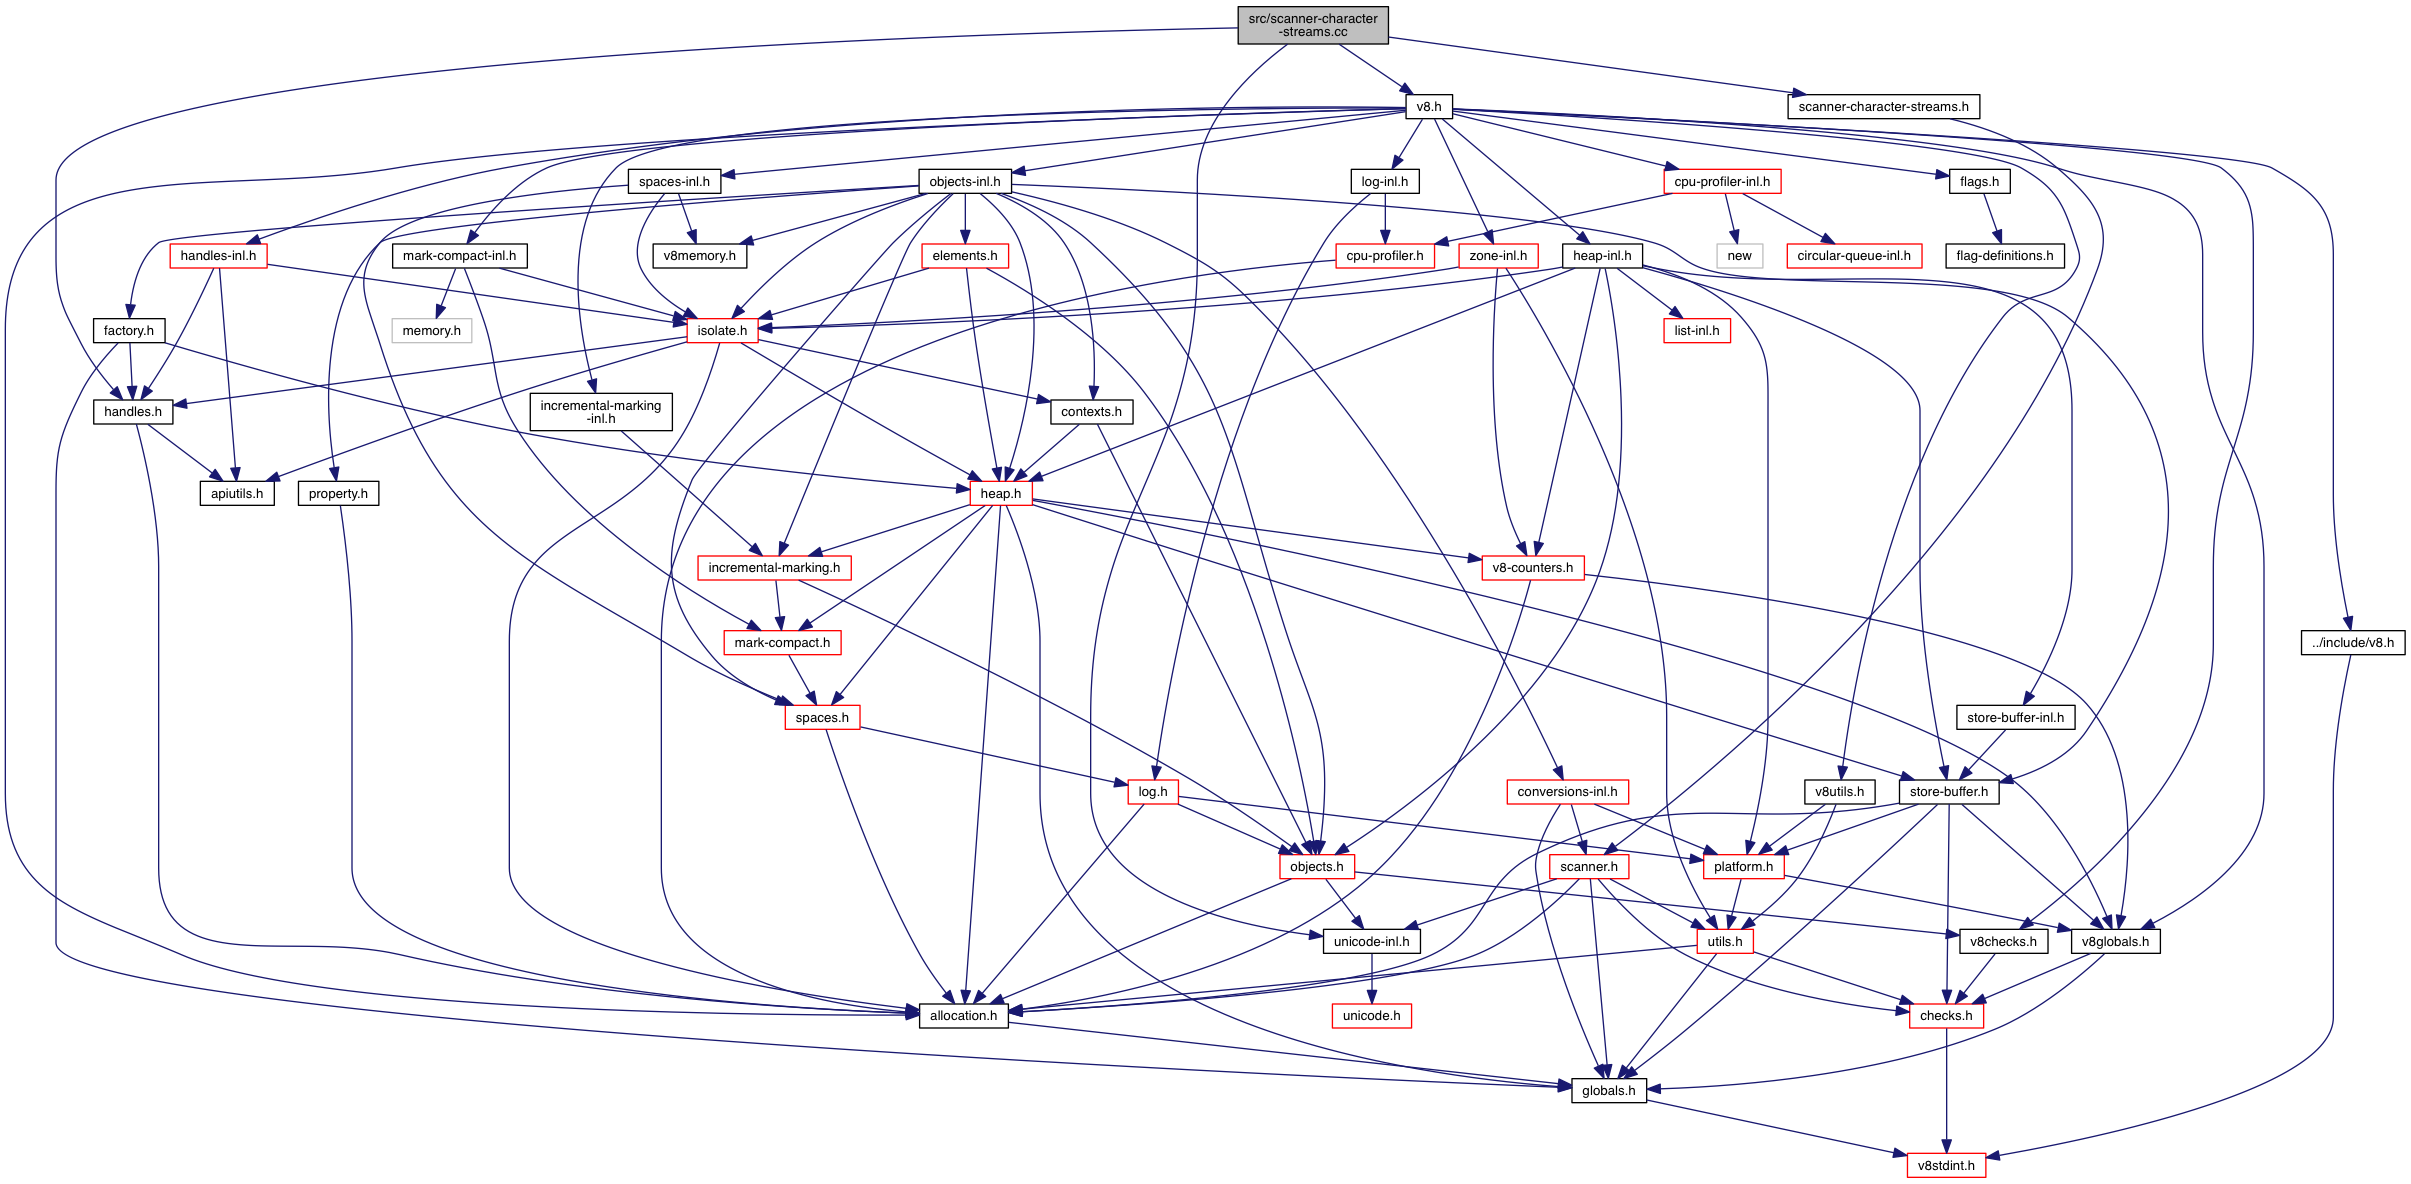 src/scanner-character
-streams.cc
v8.h
scanner-character-streams.h
spaces-inl.h
objects-inl.h
log-inl.h
cpu-profiler-inl.h
flags.h
handles-inl.h
mark-compact-inl.h
v8memory.h
elements.h
cpu-profiler.h
zone-inl.h
heap-inl.h
new
circular-queue-inl.h
flag-definitions.h
factory.h
memory.h
isolate.h
list-inl.h
handles.h
incremental-marking
-inl.h
contexts.h
apiutils.h
property.h
heap.h
incremental-marking.h
v8-counters.h
mark-compact.h
../include/v8.h
spaces.h
store-buffer-inl.h
log.h
conversions-inl.h
v8utils.h
store-buffer.h
objects.h
scanner.h
platform.h
unicode-inl.h
utils.h
v8checks.h
v8globals.h
allocation.h
unicode.h
checks.h
globals.h
v8stdint.h